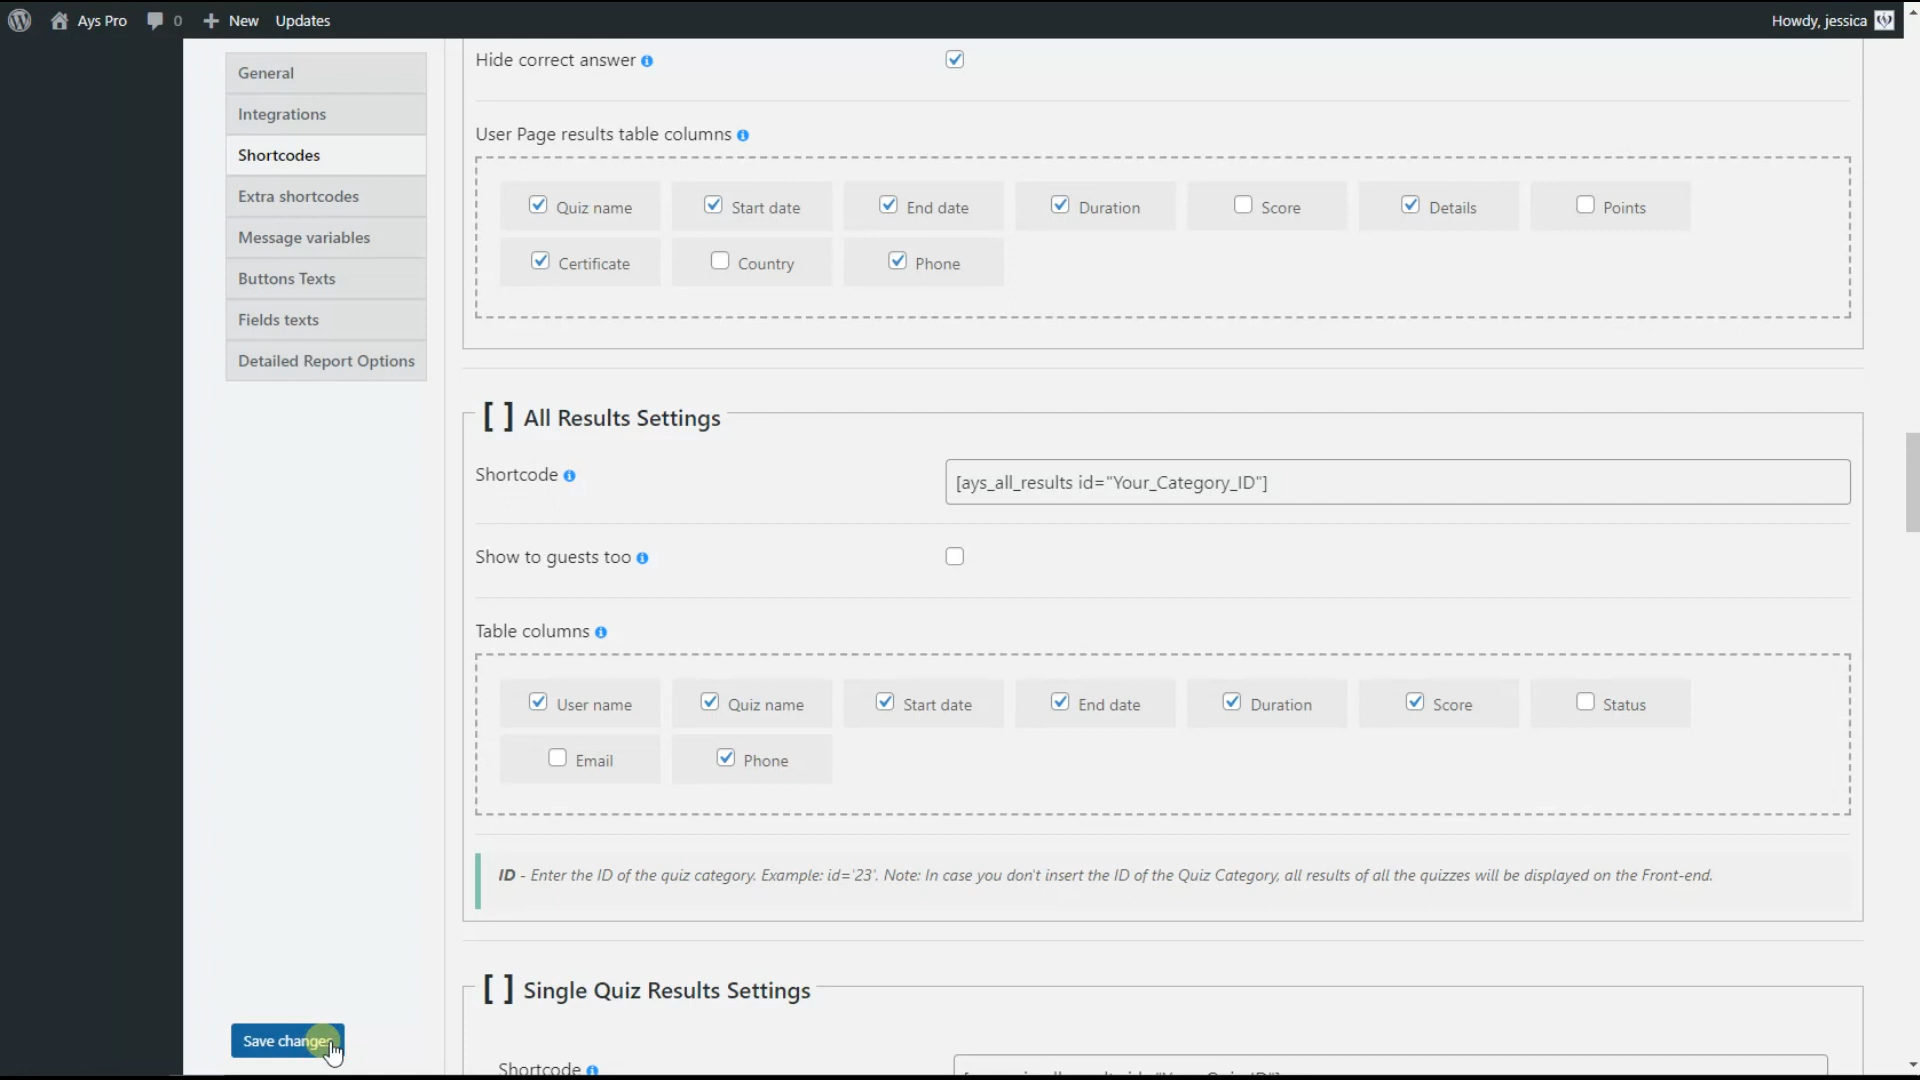 Ays Pro 0 New Updates Howdy, jessica
General
Integrations
Shortcodes
Extra shortcodes
Message variables
Buttons Texts
Fields texts
Detailed Report Options
Save changes
Hide correct answer
User Page results table columns
Quiz name Start date End date Duration Score Details Points
Certificate Country Phone
[ ] All Results Settings
Shortcode [ays_all_results id="Your_Category_ID"]
Show to guests too
Table columns
User name Quiz name Start date End date Duration Score Status
Email Phone
ID - Enter the ID of the quiz category. Example: id='23'. Note: In case you don't insert the ID of the Quiz Category, all results of all the quizzes will be displayed on the Front-end.
[ ] Single Quiz Results Settings
Shortcode